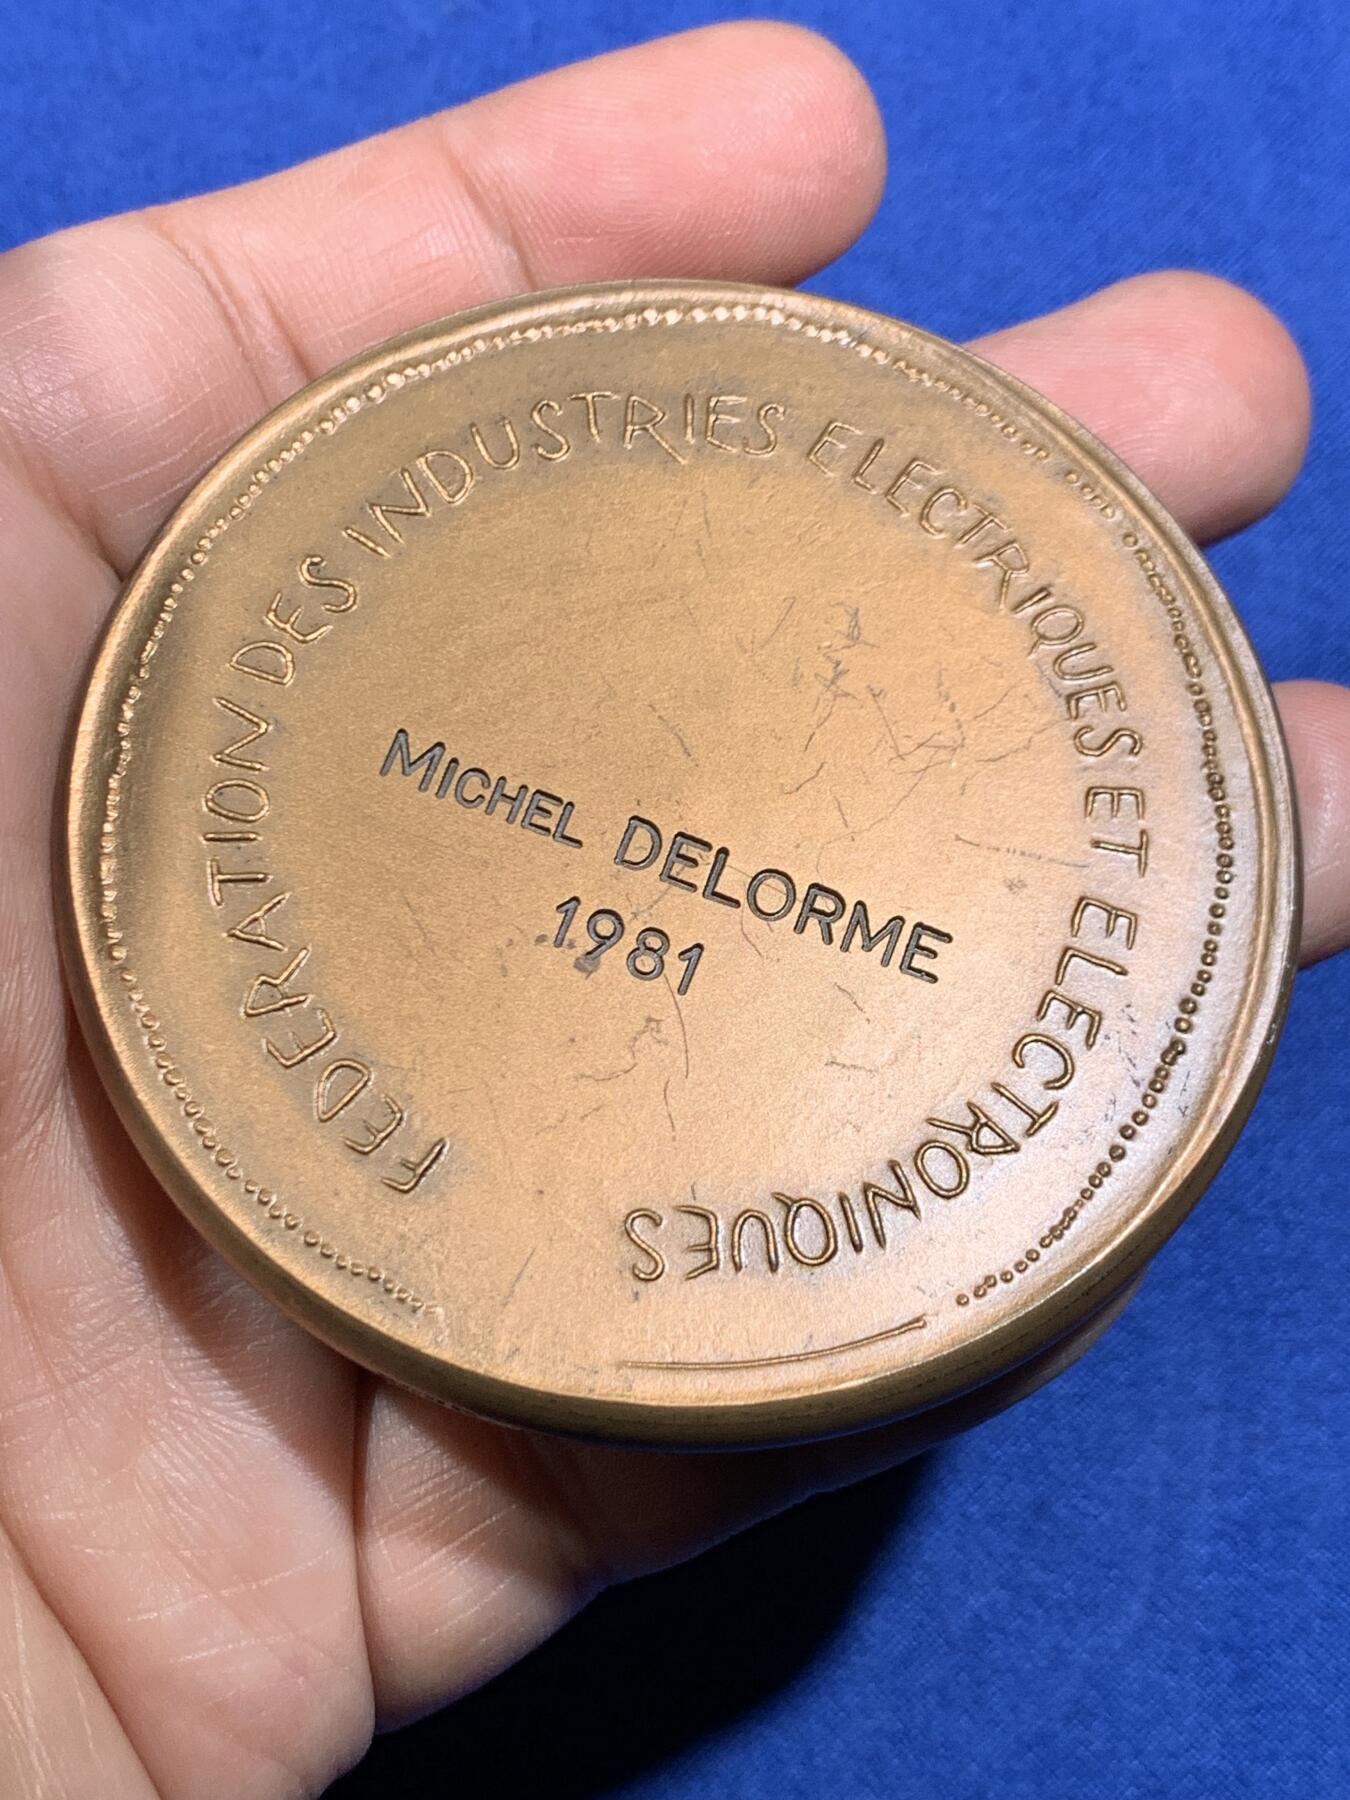 FEDERATION DES INDUSTRIES ELECTRIQUES ET ELECTRONIQUES
MICHEL DELORME
1981